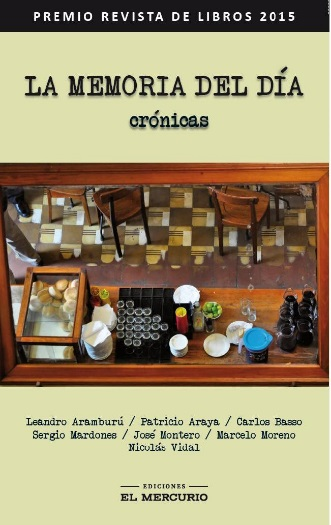 PREMIO REVISTA DE LIBROS 2015
LA MEMORIA DEL DÍA
crónicas
Leandro Aramburú / Patricio Araya / Carlos Basso
Sergio Mardones / José Montero / Marcelo Moreno
Nicolás Vidal
EDICIONES
EL MERCURIO